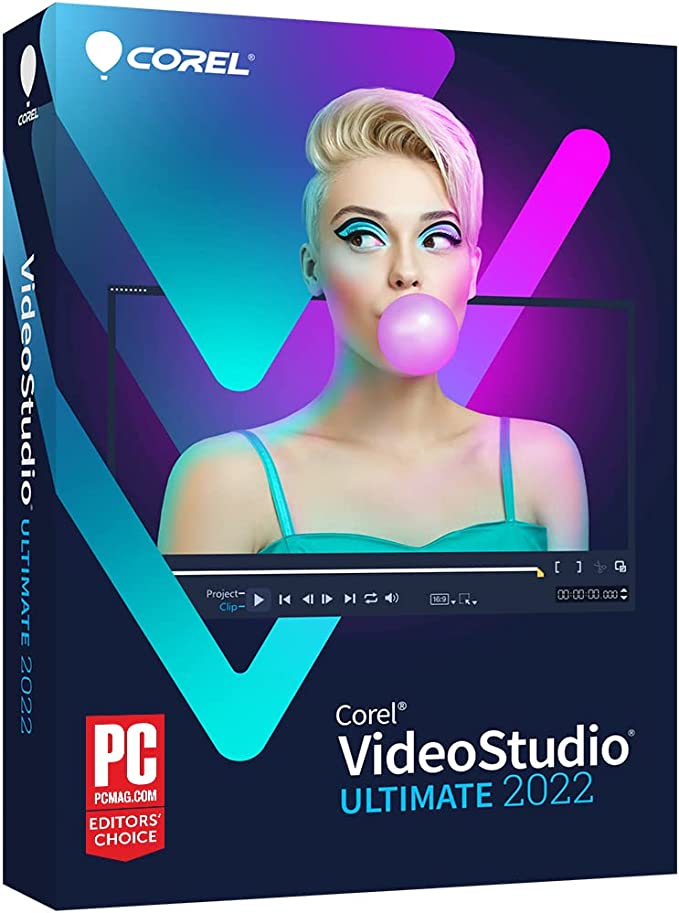 COREL®
COREL®
VideoStudio® ULTIMATE 2022
Project
Clip
16:9
00:00:00.000
Corel®
VideoStudio®
ULTIMATE 2022
PC
PCMAG.COM
EDITORS'
CHOICE